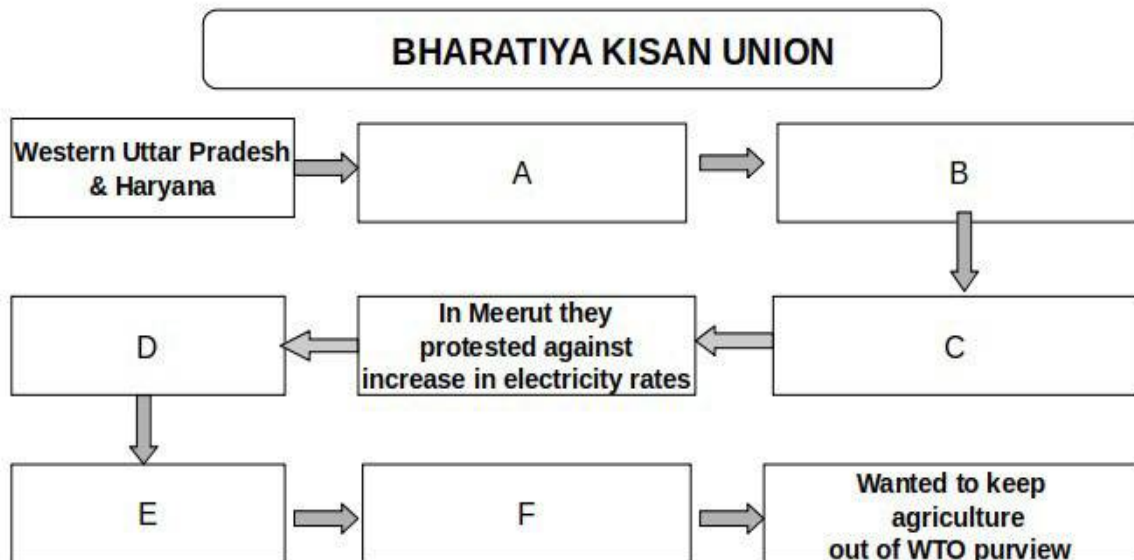 BHARATIYA KISAN UNION
Western Uttar Pradesh
& Haryana
A
B
In Meerut they
protested against
increase in electricity rates
D
C
E
F
Wanted to keep
agriculture
out of WTO purview